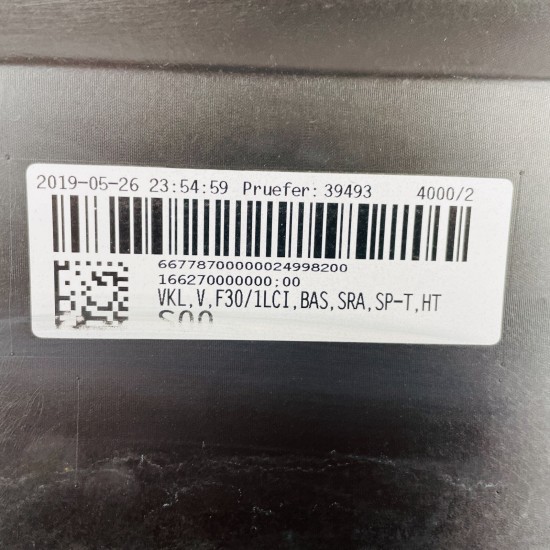 2019-05-26 23:54:59 Pruefer: 39493 4000/2
66778700000024998200
166270000000;00
VKL,V,F30/1LCI,BAS,SRA,SP-T,HT
S00